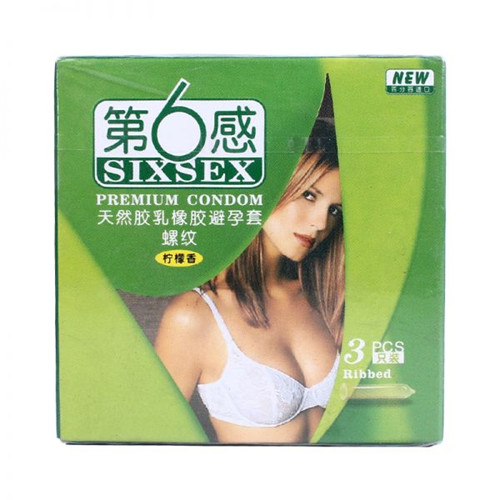 NEW
第6感
SIXSEX
PREMIUM CONDOM
天然胶乳橡胶避孕套
螺纹
柠檬香
3 PCS
只装
Ribbed